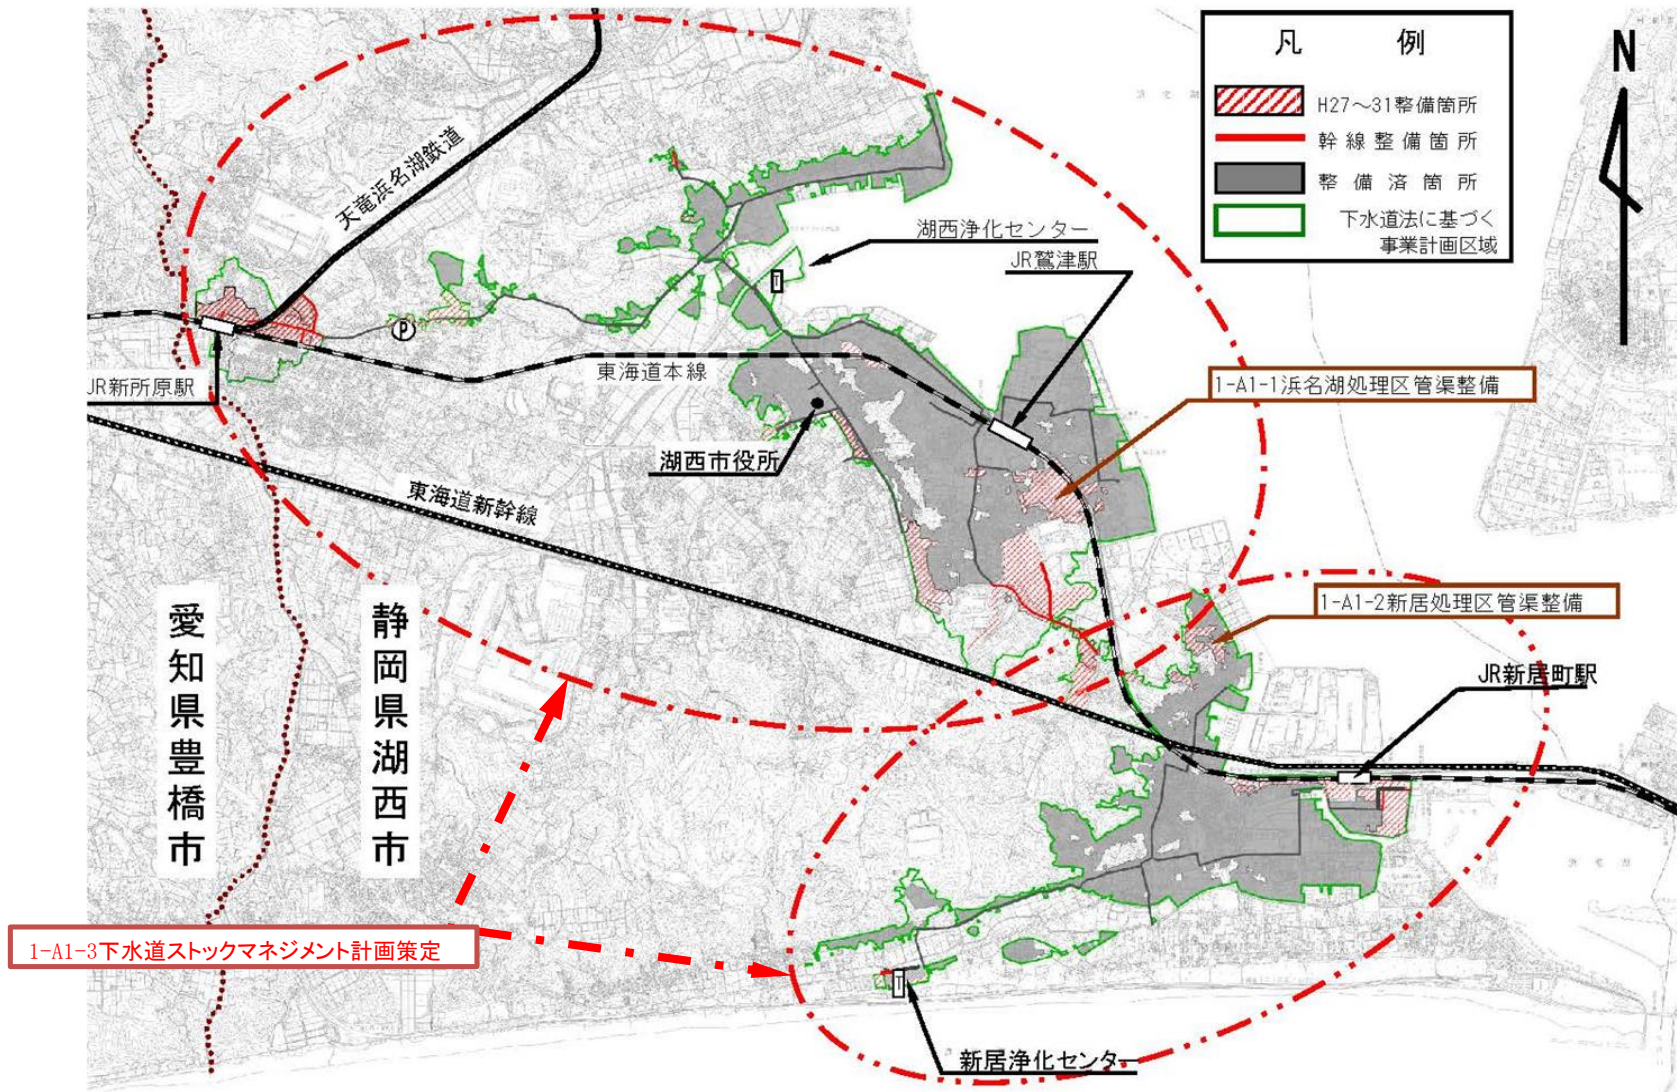 凡 例
H27～31整備箇所
幹線整備箇所
整備済箇所
下水道法に基づく
事業計画区域
N
天竜浜名湖鉄道
湖西浄化センター
JR鷲津駅
P
東海道本線
JR新所原駅
1-A1-1浜名湖処理区管渠整備
湖西市役所
東海道新幹線
1-A1-2新居処理区管渠整備
愛知県豊橋市
静岡県湖西市
JR新居町駅
1-A1-3下水道ストックマネジメント計画策定
新居浄化センター